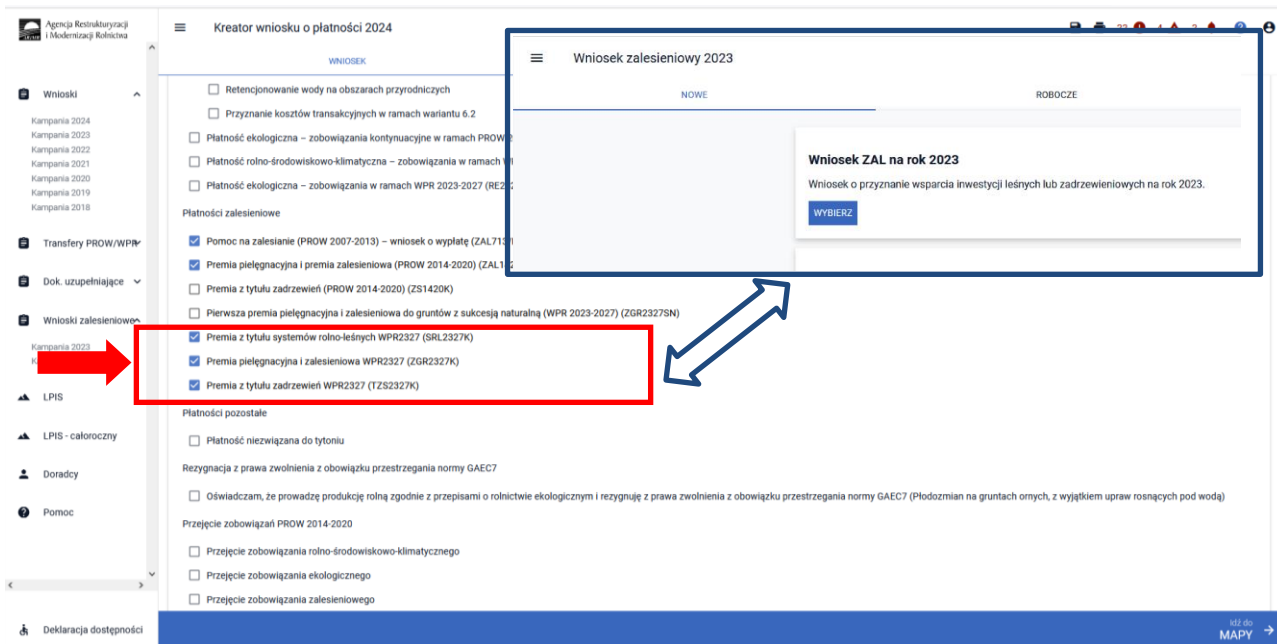 Agencja Restrukturyzacji
i Modernizacji Rolnictwa
Kreator wniosku o płatności 2024
WNIOSEK
Wnioski
Kampania 2024
Kampania 2023
Kampania 2022
Kampania 2021
Kampania 2020
Kampania 2019
Kampania 2018
Transfery PROW/WPR
Dok. uzupełniające
Wnioski zalesieniowe
Kampania 2023
LPIS
LPIS - całoroczny
Doradcy
Pomoc
Deklaracja dostępności
Retencjonowanie wody na obszarach przyrodniczych
Przyznanie kosztów transakcyjnych w ramach wariantu 6.2
Płatność ekologiczna – zobowiązania kontynuacyjne w ramach PROW
Płatność rolno-środowiskowo-klimatyczna – zobowiązania w ramach
Płatność ekologiczna – zobowiązania w ramach WPR 2023-2027
Płatności zalesieniowe
Pomoc na zalesianie (PROW 2007-2013) – wniosek o wypłatę
Premia pielęgnacyjna i premia zalesieniowa (PROW 2014-2020)
Premia z tytułu zadrzewień (PROW 2014-2020) (ZS1420K)
Pierwsza premia pielęgnacyjna i zalesieniowa do gruntów z sukcesją naturalną (WPR 2023-2027) (ZGR2327SN)
Premia z tytułu systemów rolno-leśnych WPR2327 (SRL2327K)
Premia pielęgnacyjna i zalesieniowa WPR2327 (ZGR2327K)
Premia z tytułu zadrzewień WPR2327 (TZS2327K)
Płatności pozostałe
Płatność niezwiązana do tytoniu
Rezygnacja z prawa zwolnienia z obowiązku przestrzegania normy GAEC7
Oświadczam, że prowadzę produkcję rolną zgodnie z przepisami o rolnictwie ekologicznym i rezygnuję z prawa zwolnienia z obowiązku przestrzegania normy GAEC7 (Płodozmian na gruntach ornych, z wyjątkiem upraw rosnących pod wodą)
Przejęcie zobowiązań PROW 2014-2020
Przejęcie zobowiązania rolno-środowiskowo-klimatycznego
Przejęcie zobowiązania ekologicznego
Przejęcie zobowiązania zalesieniowego
Idź do
MAPY
Wniosek zalesieniowy 2023
NOWE
ROBOCZE
Wniosek ZAL na rok 2023
Wniosek o przyznanie wsparcia inwestycji leśnych lub zadrzewieniowych na rok 2023.
WYBIERZ